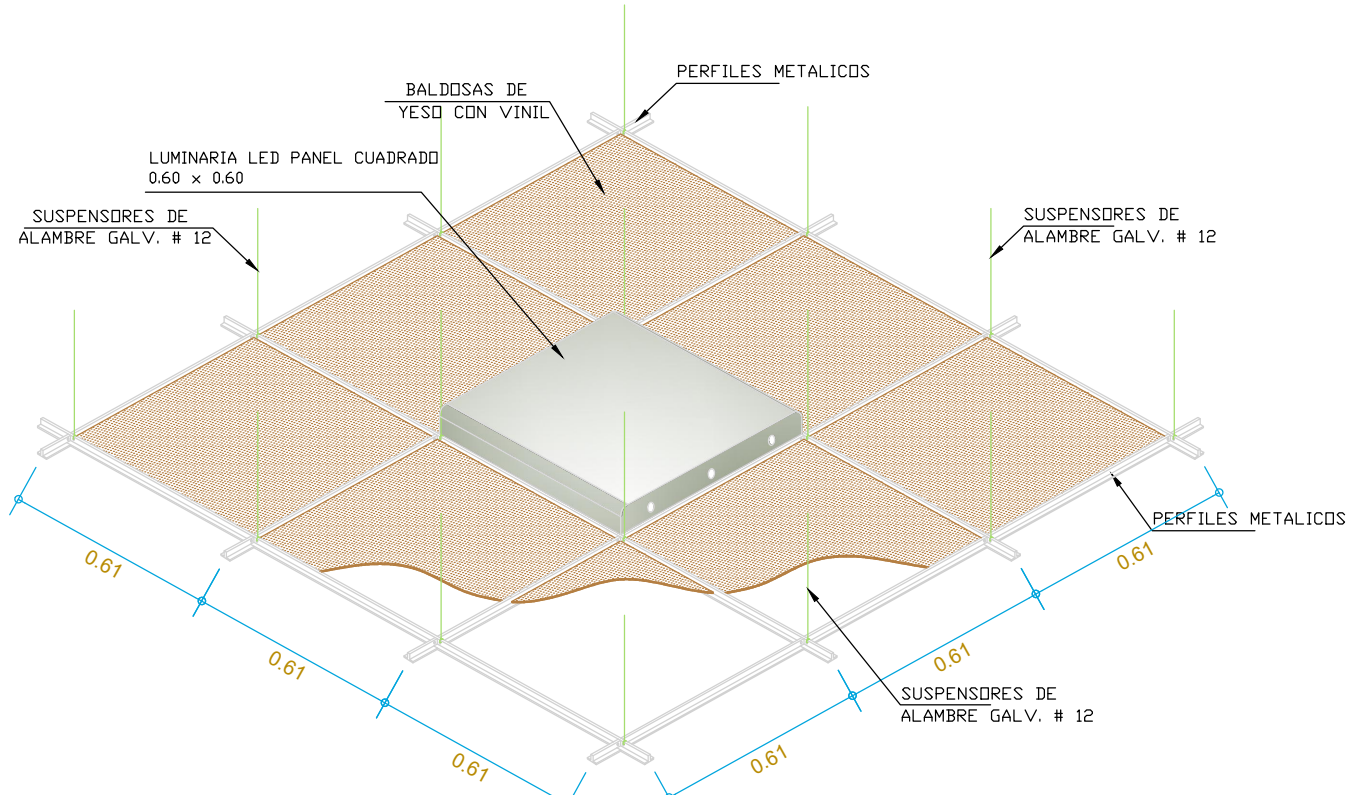 PERFILES METALICOS
BALDOSAS DE
YESO CON VINIL
LUMINARIA LED PANEL CUADRADO
0.60 x 0.60
SUSPENSORES DE
ALAMBRE GALV. # 12
SUSPENSORES DE
ALAMBRE GALV. # 12
PERFILES METALICOS
0.61
0.61
0.61
0.61
0.61
0.61
SUSPENSORES DE
ALAMBRE GALV. # 12